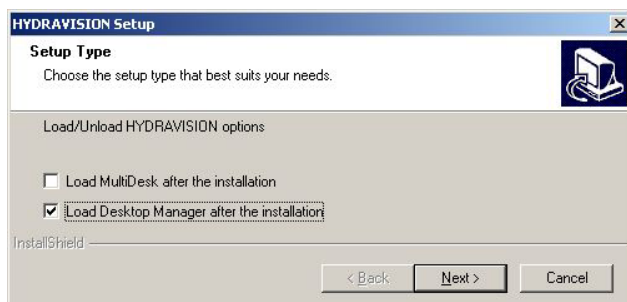 HYDRAVISION Setup
Setup Type
Choose the setup type that best suits your needs.
Load/Unload HYDRAVISION options
Load MultiDesk after the installation
Load Desktop Manager after the installation
InstallShield
< Back Next > Cancel